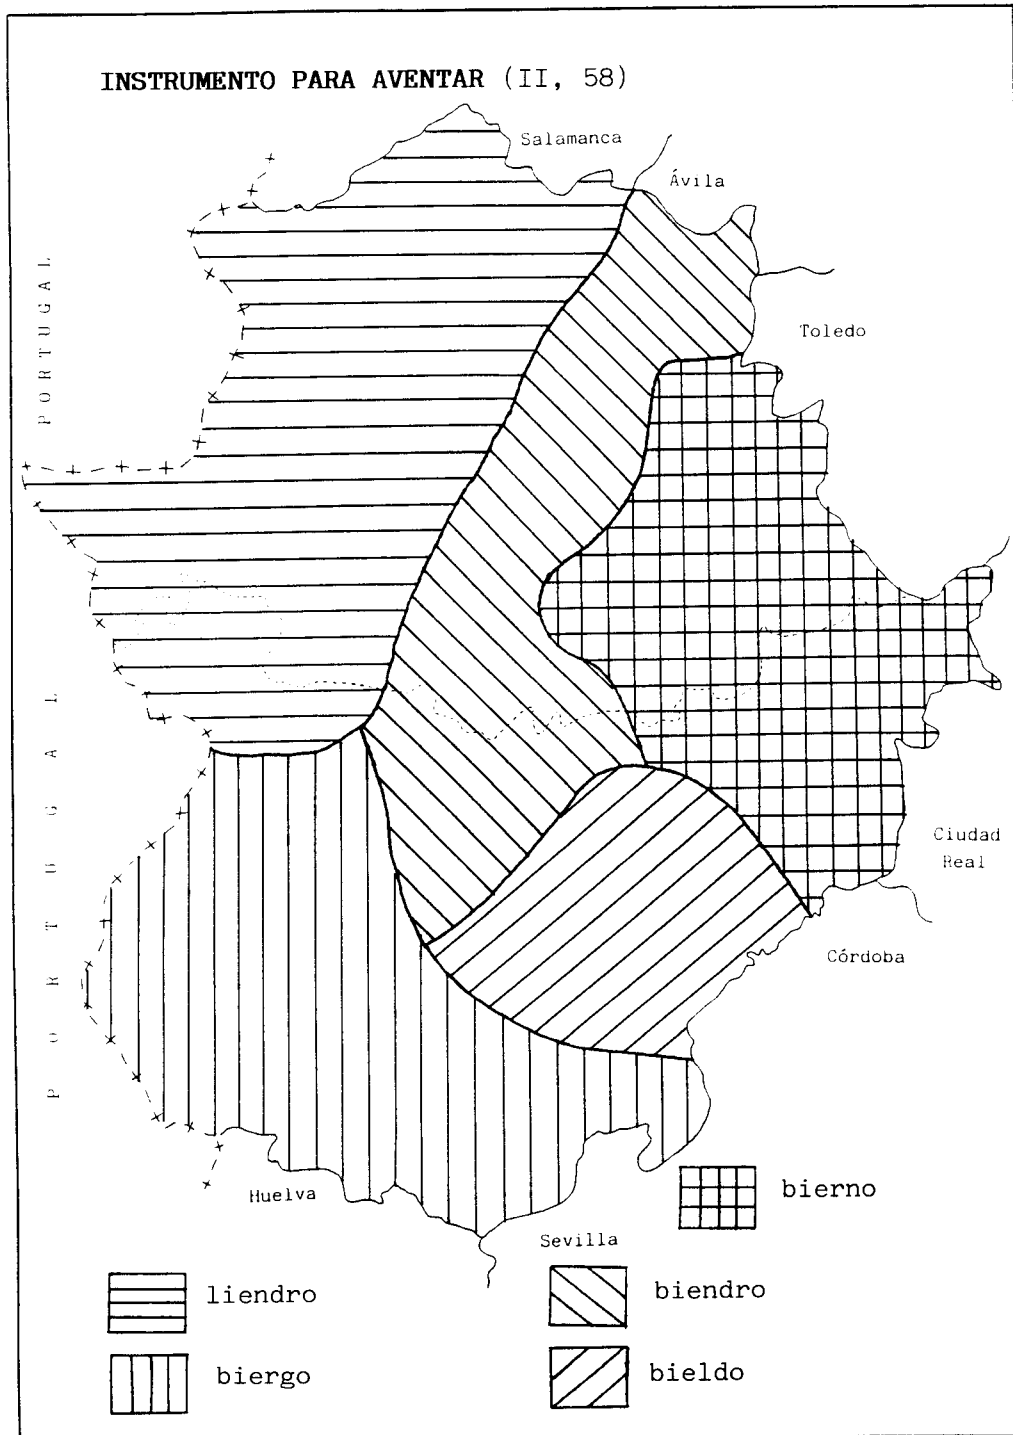 INSTRUMENTO PARA AVENTAR (II, 58)
Salamanca
Ávila
PORTUGAL
Toledo
PORTUGAL
Ciudad
Real
Córdoba
Huelva
Sevilla
bierno
liendro
biendro
biergo
bieldo